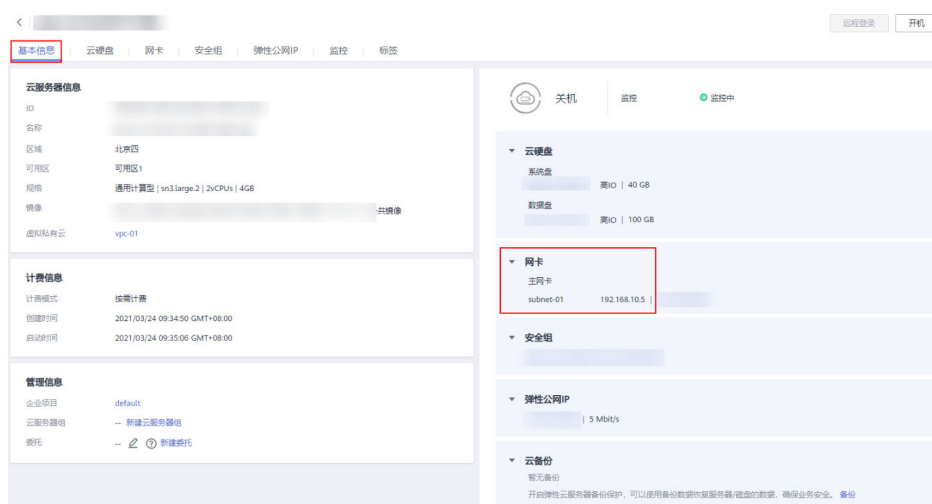 远程登录 开机
基本信息 云硬盘 网卡 安全组 弹性公网IP 监控 标签
云服务器信息
ID
名称
区域 北京四
可用区 可用区1
规格 通用计算型 | sn3.large.2 | 2vCPUs | 4GB
镜像 共镜像
虚拟私有云 vpc-01
计费信息
计费模式 按需计费
创建时间 2021/03/24 09:34:50 GMT+08:00
启动时间 2021/03/24 09:35:06 GMT+08:00
管理信息
企业项目 default
云服务器组 -- 新建云服务器组
委托 -- 新建委托
关机 监控 监控中
云硬盘
系统盘
高IO | 40 GB
数据盘
高IO | 100 GB
网卡
主网卡
subnet-01 192.168.10.5 |
安全组
弹性公网IP
| 5 Mbit/s
云备份
暂无备份
开启弹性云服务器备份保护，可以使用备份数据恢复服务器/磁盘的数据，确保业务安全。 备份